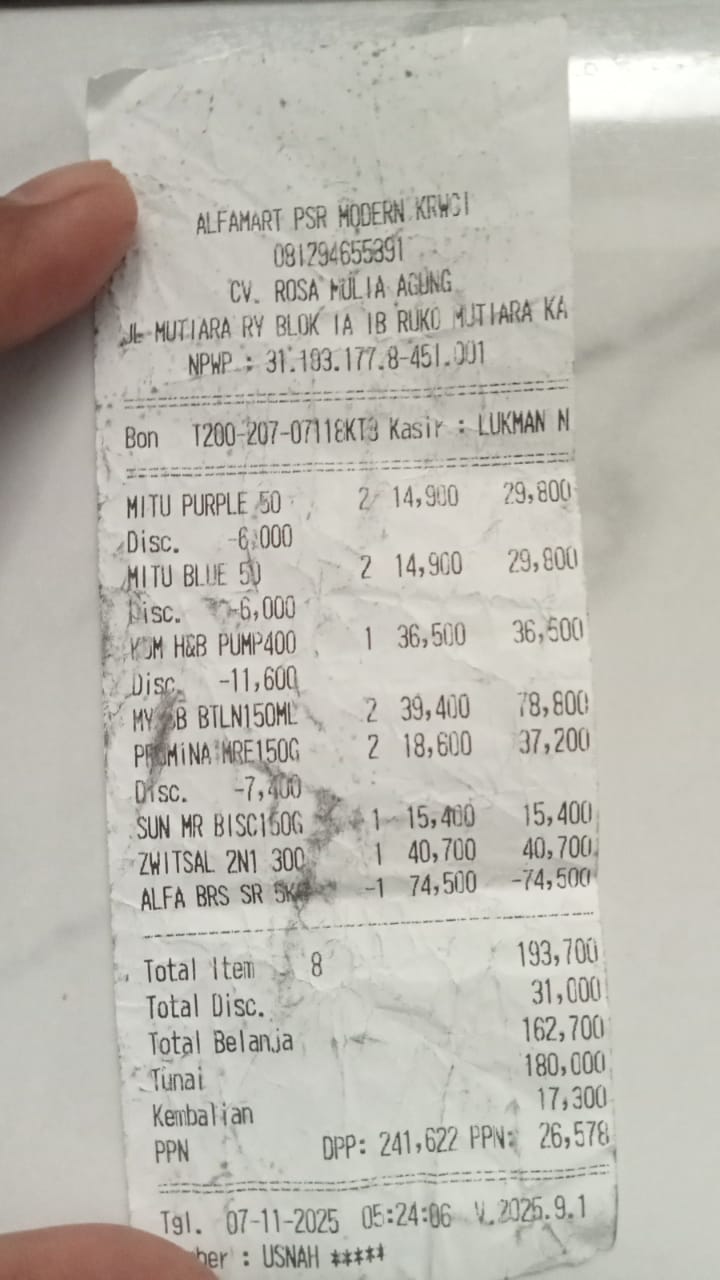 ALFAMART PSR MODERN KRWCI
081294655391
CV. ROSA MULIA AGUNG
JL MUTIARA RY BLOK IA IB RUKO MUTIARA KA
NPWP : 31.193.177.8-451.001
Bon T200-207-07118KT3 Kasir : LUKMAN N
MITU PURPLE 50 2 14,900 29,800
Disc. -6,000
MITU BLUE 50 2 14,900 29,800
Disc. -6,000
H&B PUMP400 1 36,500 36,500
Disc. -11,600
MY BTLN150ML 2 39,400 78,800
PROMINA MRE150G 2 18,600 37,200
Disc. -7,400
SUN MR BISC150G 1 15,400 15,400
ZWITSAL 2N1 300 1 40,700 40,700
ALFA BRS SR 5K -1 74,500 -74,500
Total Item 8 193,700
Total Disc. 31,000
Total Belanja 162,700
Tunai 180,000
Kembalian 17,300
PPN DPP: 241,622 PPN: 26,578
Tgl. 07-11-2025 05:24:06 V.2025.9.1
ber : USNAH *****